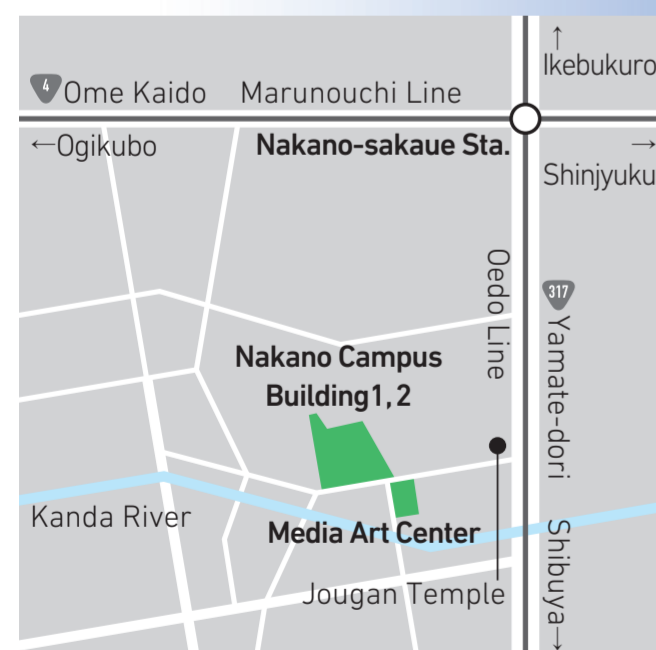 ↑
Ikebukuro
4
Ome Kaido
Marunouchi Line
←Ogikubo
Nakano-sakaue Sta.
→
Shinjyuku
Oedo Line
317
Yamate-dori
Nakano Campus
Building1, 2
Kanda River
Media Art Center
Jougan Temple
Shibuya→